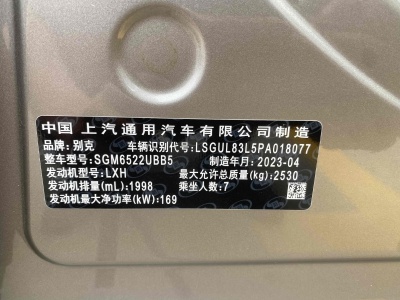 中国 上汽通用汽车有限公司制造
品牌:别克 车辆识别代号:LSGUL83L5PA018077
整车型号:SGM6522UBB5 制造年月:2023-04
发动机型号:LXH 最大允许总质量(kg):2530
发动机排量(mL):1998 乘坐人数:7
发动机最大净功率(kW):169